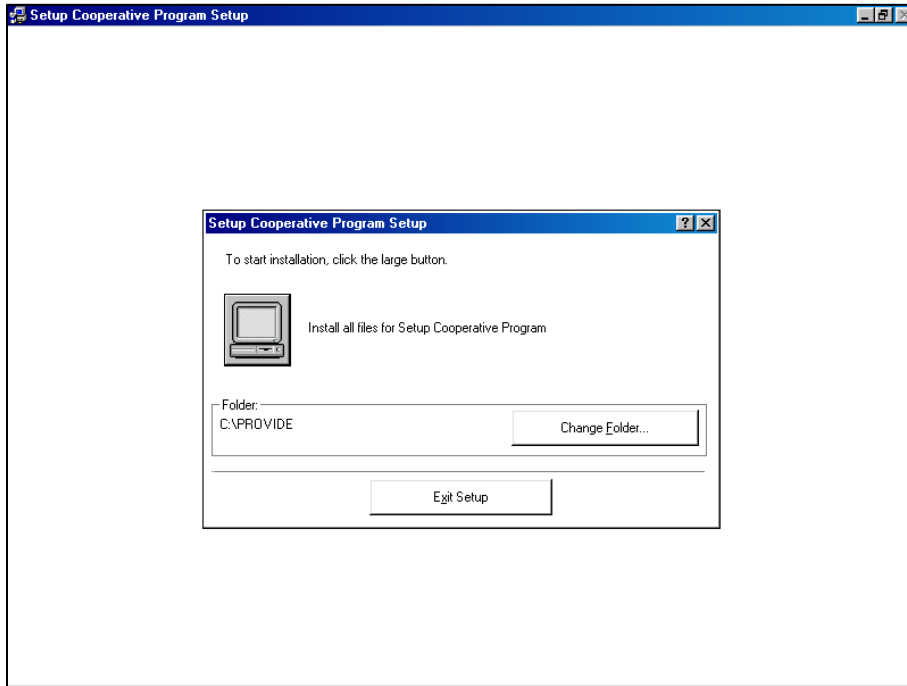 Setup Cooperative Program Setup
Setup Cooperative Program Setup
To start installation, click the large button.
Install all files for Setup Cooperative Program
Folder:
C:\PROVIDE
Change Folder...
Exit Setup